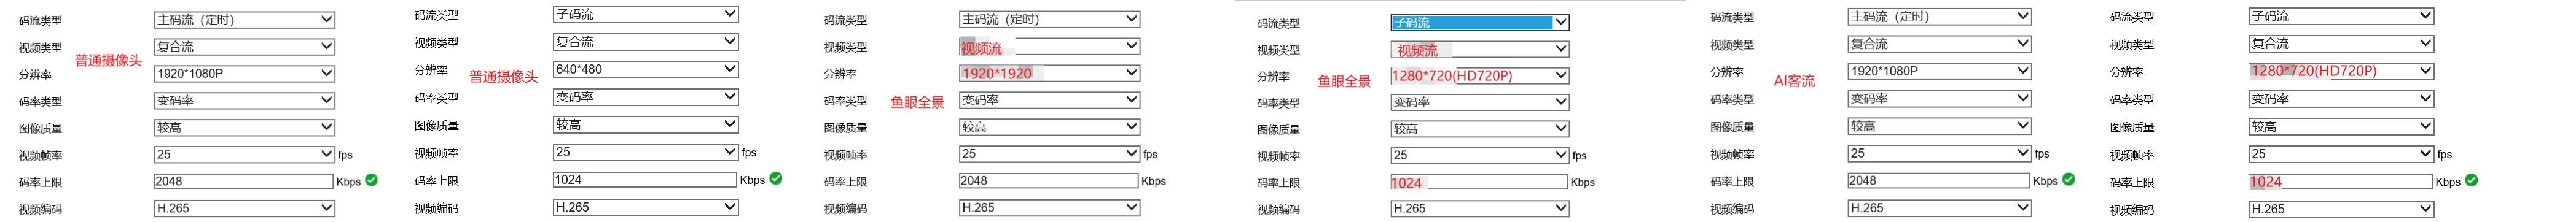 码流类型 主码流（定时）
视频类型 复合流
普通摄像头
分辨率 1920*1080P
码率类型 变码率
图像质量 较高
视频帧率 25 fps
码率上限 2048 Kbps
视频编码 H.265
码流类型 子码流
视频类型 复合流
分辨率 640*480
普通摄像头
码率类型 变码率
图像质量 较高
视频帧率 25 fps
码率上限 1024 Kbps
视频编码 H.265
码流类型 主码流（定时）
视频类型 视频流
分辨率 1920*1920
码率类型 变码率
鱼眼全景
图像质量 较高
视频帧率 25 fps
码率上限 2048 Kbps
视频编码 H.265
码流类型 子码流
视频类型 视频流
分辨率 1280*720(HD720P)
鱼眼全景
码率类型 变码率
图像质量 较高
视频帧率 25 fps
码率上限 1024 Kbps
视频编码 H.265
码流类型 主码流（定时）
视频类型 复合流
分辨率 1920*1080P
AI客流
码率类型 变码率
图像质量 较高
视频帧率 25 fps
码率上限 2048 Kbps
视频编码 H.265
码流类型 子码流
视频类型 复合流
分辨率 1280*720(HD720P)
码率类型 变码率
图像质量 较高
视频帧率 25 fps
码率上限 1024 Kbps
视频编码 H.265